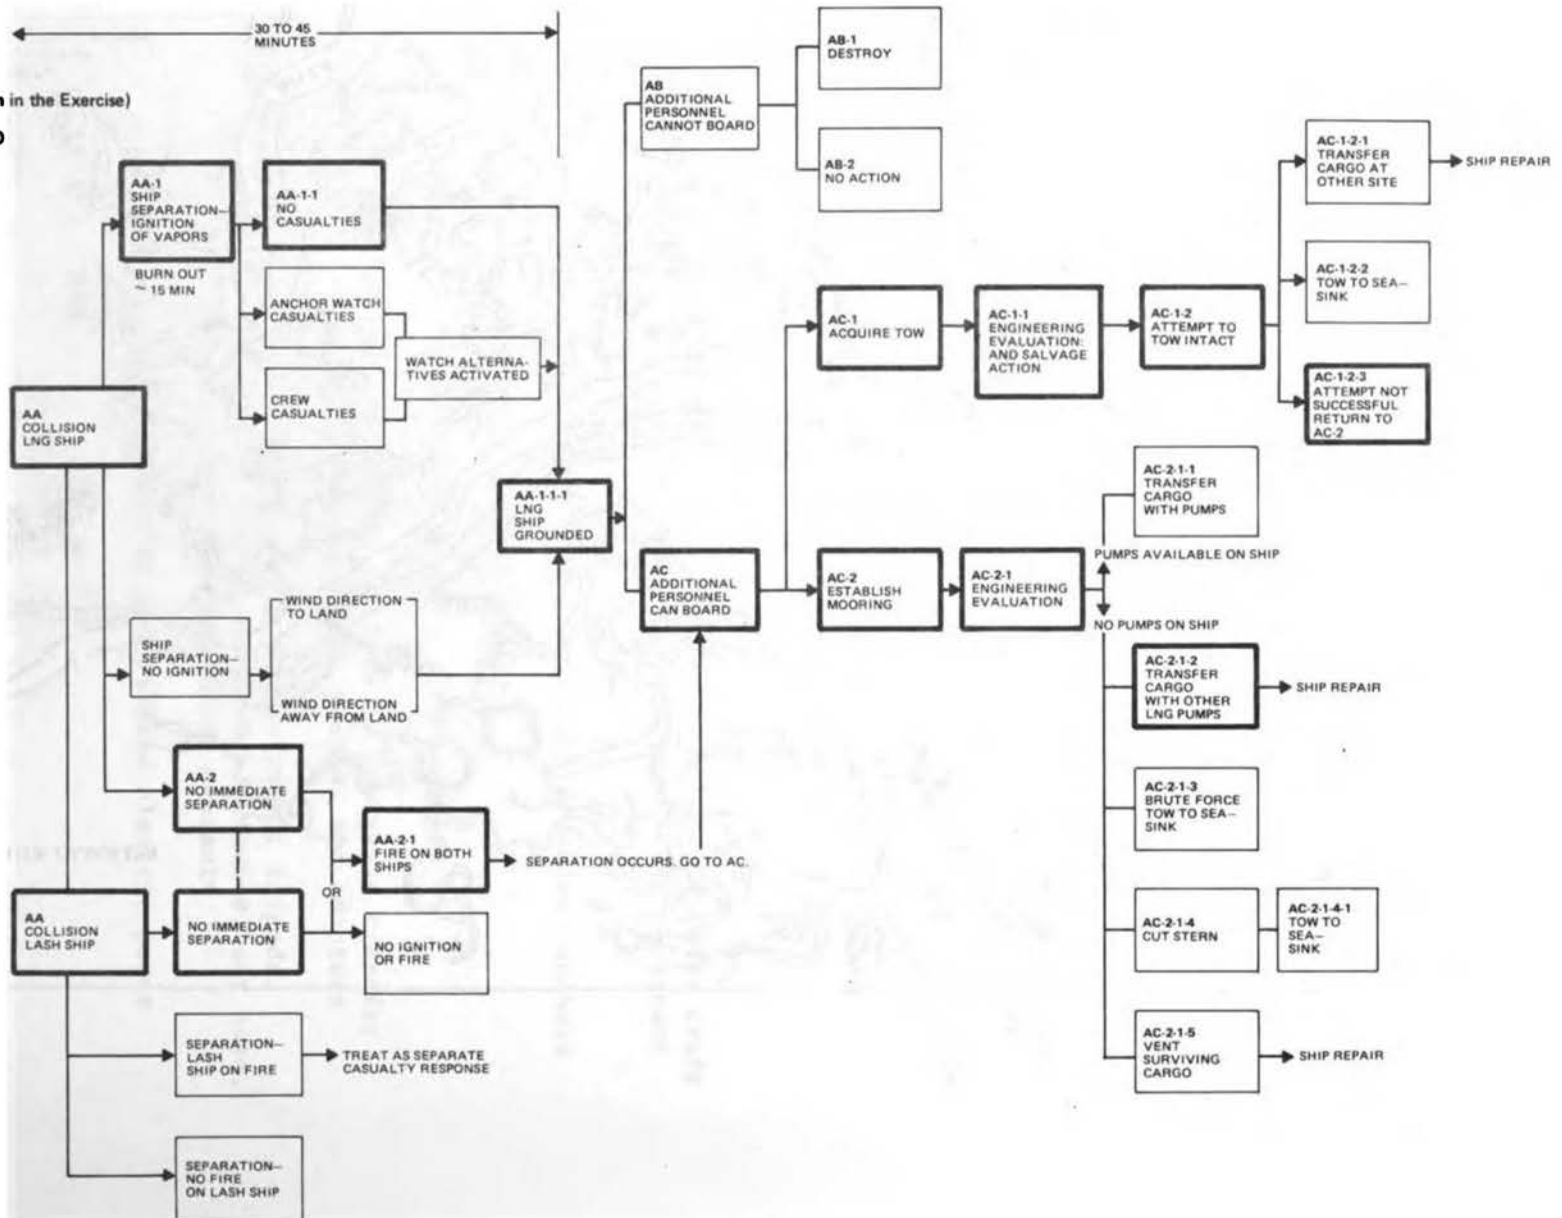 30 TO 45
MINUTES
in the Exercise)
AA-1
SHIP
SEPARATION—
IGNITION
OF VAPORS
BURN OUT
~ 15 MIN
AA-1-1
NO
CASUALTIES
ANCHOR WATCH
CASUALTIES
CREW
CASUALTIES
WATCH ALTERNA-
TIVES ACTIVATED
AA
COLLISION
LNG SHIP
AA-1-1-1
LNG
SHIP
GROUNDED
SHIP
SEPARATION—
NO IGNITION
WIND DIRECTION
TO LAND
WIND DIRECTION
AWAY FROM LAND
AA-2
NO IMMEDIATE
SEPARATION
AA-2-1
FIRE ON BOTH
SHIPS
SEPARATION OCCURS. GO TO AC.
OR
AA
COLLISION
LASH SHIP
NO IMMEDIATE
SEPARATION
NO IGNITION
OR FIRE
SEPARATION—
LASH
SHIP ON FIRE
TREAT AS SEPARATE
CASUALTY RESPONSE
SEPARATION—
NO FIRE
ON LASH SHIP
AB
ADDITIONAL
PERSONNEL
CANNOT BOARD
AB-1
DESTROY
AB-2
NO ACTION
AC
ADDITIONAL
PERSONNEL
CAN BOARD
AC-1
ACQUIRE TOW
AC-1-1
ENGINEERING
EVALUATION:
AND SALVAGE
ACTION
AC-1-2
ATTEMPT TO
TOW INTACT
AC-1-2-1
TRANSFER
CARGO AT
OTHER SITE
SHIP REPAIR
AC-1-2-2
TOW TO SEA—
SINK
AC-1-2-3
ATTEMPT NOT
SUCCESSFUL
RETURN TO
AC-2
AC-2
ESTABLISH
MOORING
AC-2-1
ENGINEERING
EVALUATION
AC-2-1-1
TRANSFER
CARGO
WITH PUMPS
PUMPS AVAILABLE ON SHIP
NO PUMPS ON SHIP
AC-2-1-2
TRANSFER
CARGO
WITH OTHER
LNG PUMPS
SHIP REPAIR
AC-2-1-3
BRUTE FORCE
TOW TO SEA—
SINK
AC-2-1-4
CUT STERN
AC-2-1-4-1
TOW TO
SEA—
SINK
AC-2-1-5
VENT
SURVIVING
CARGO
SHIP REPAIR